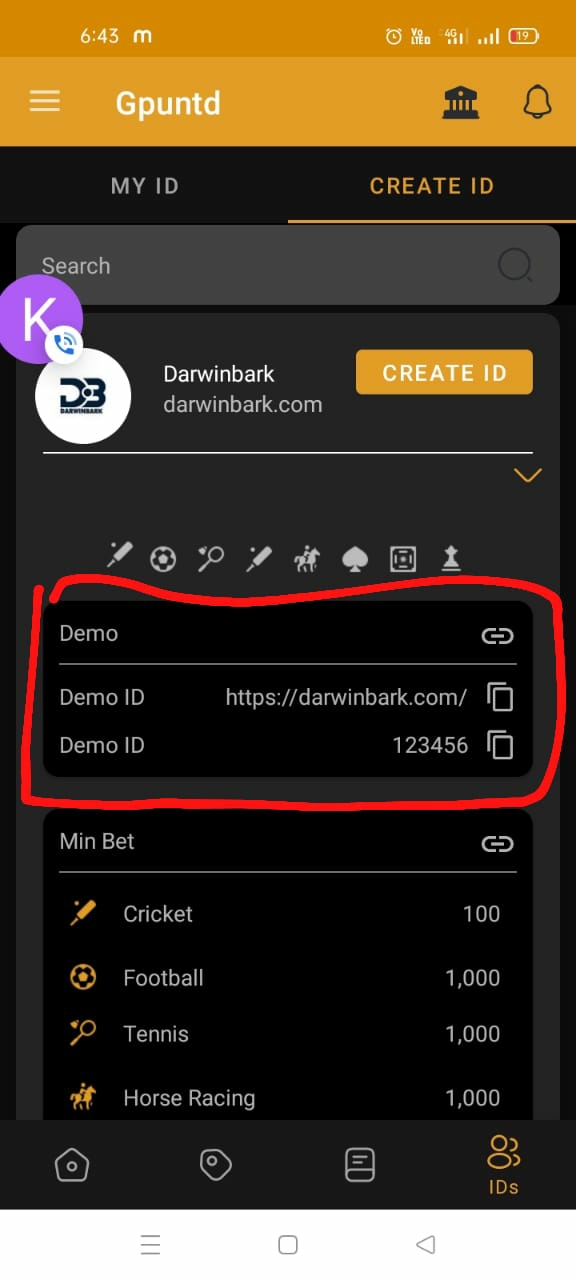 6:43 m Vo LTED 4G 19
Gpuntd
MY ID CREATE ID
Search
K
Darwinbark CREATE ID
darwinbark.com
DB
DARWINBARK
Demo
Demo ID https://darwinbark.com/
Demo ID 123456
Min Bet
Cricket 100
Football 1,000
Tennis 1,000
Horse Racing 1,000
IDs